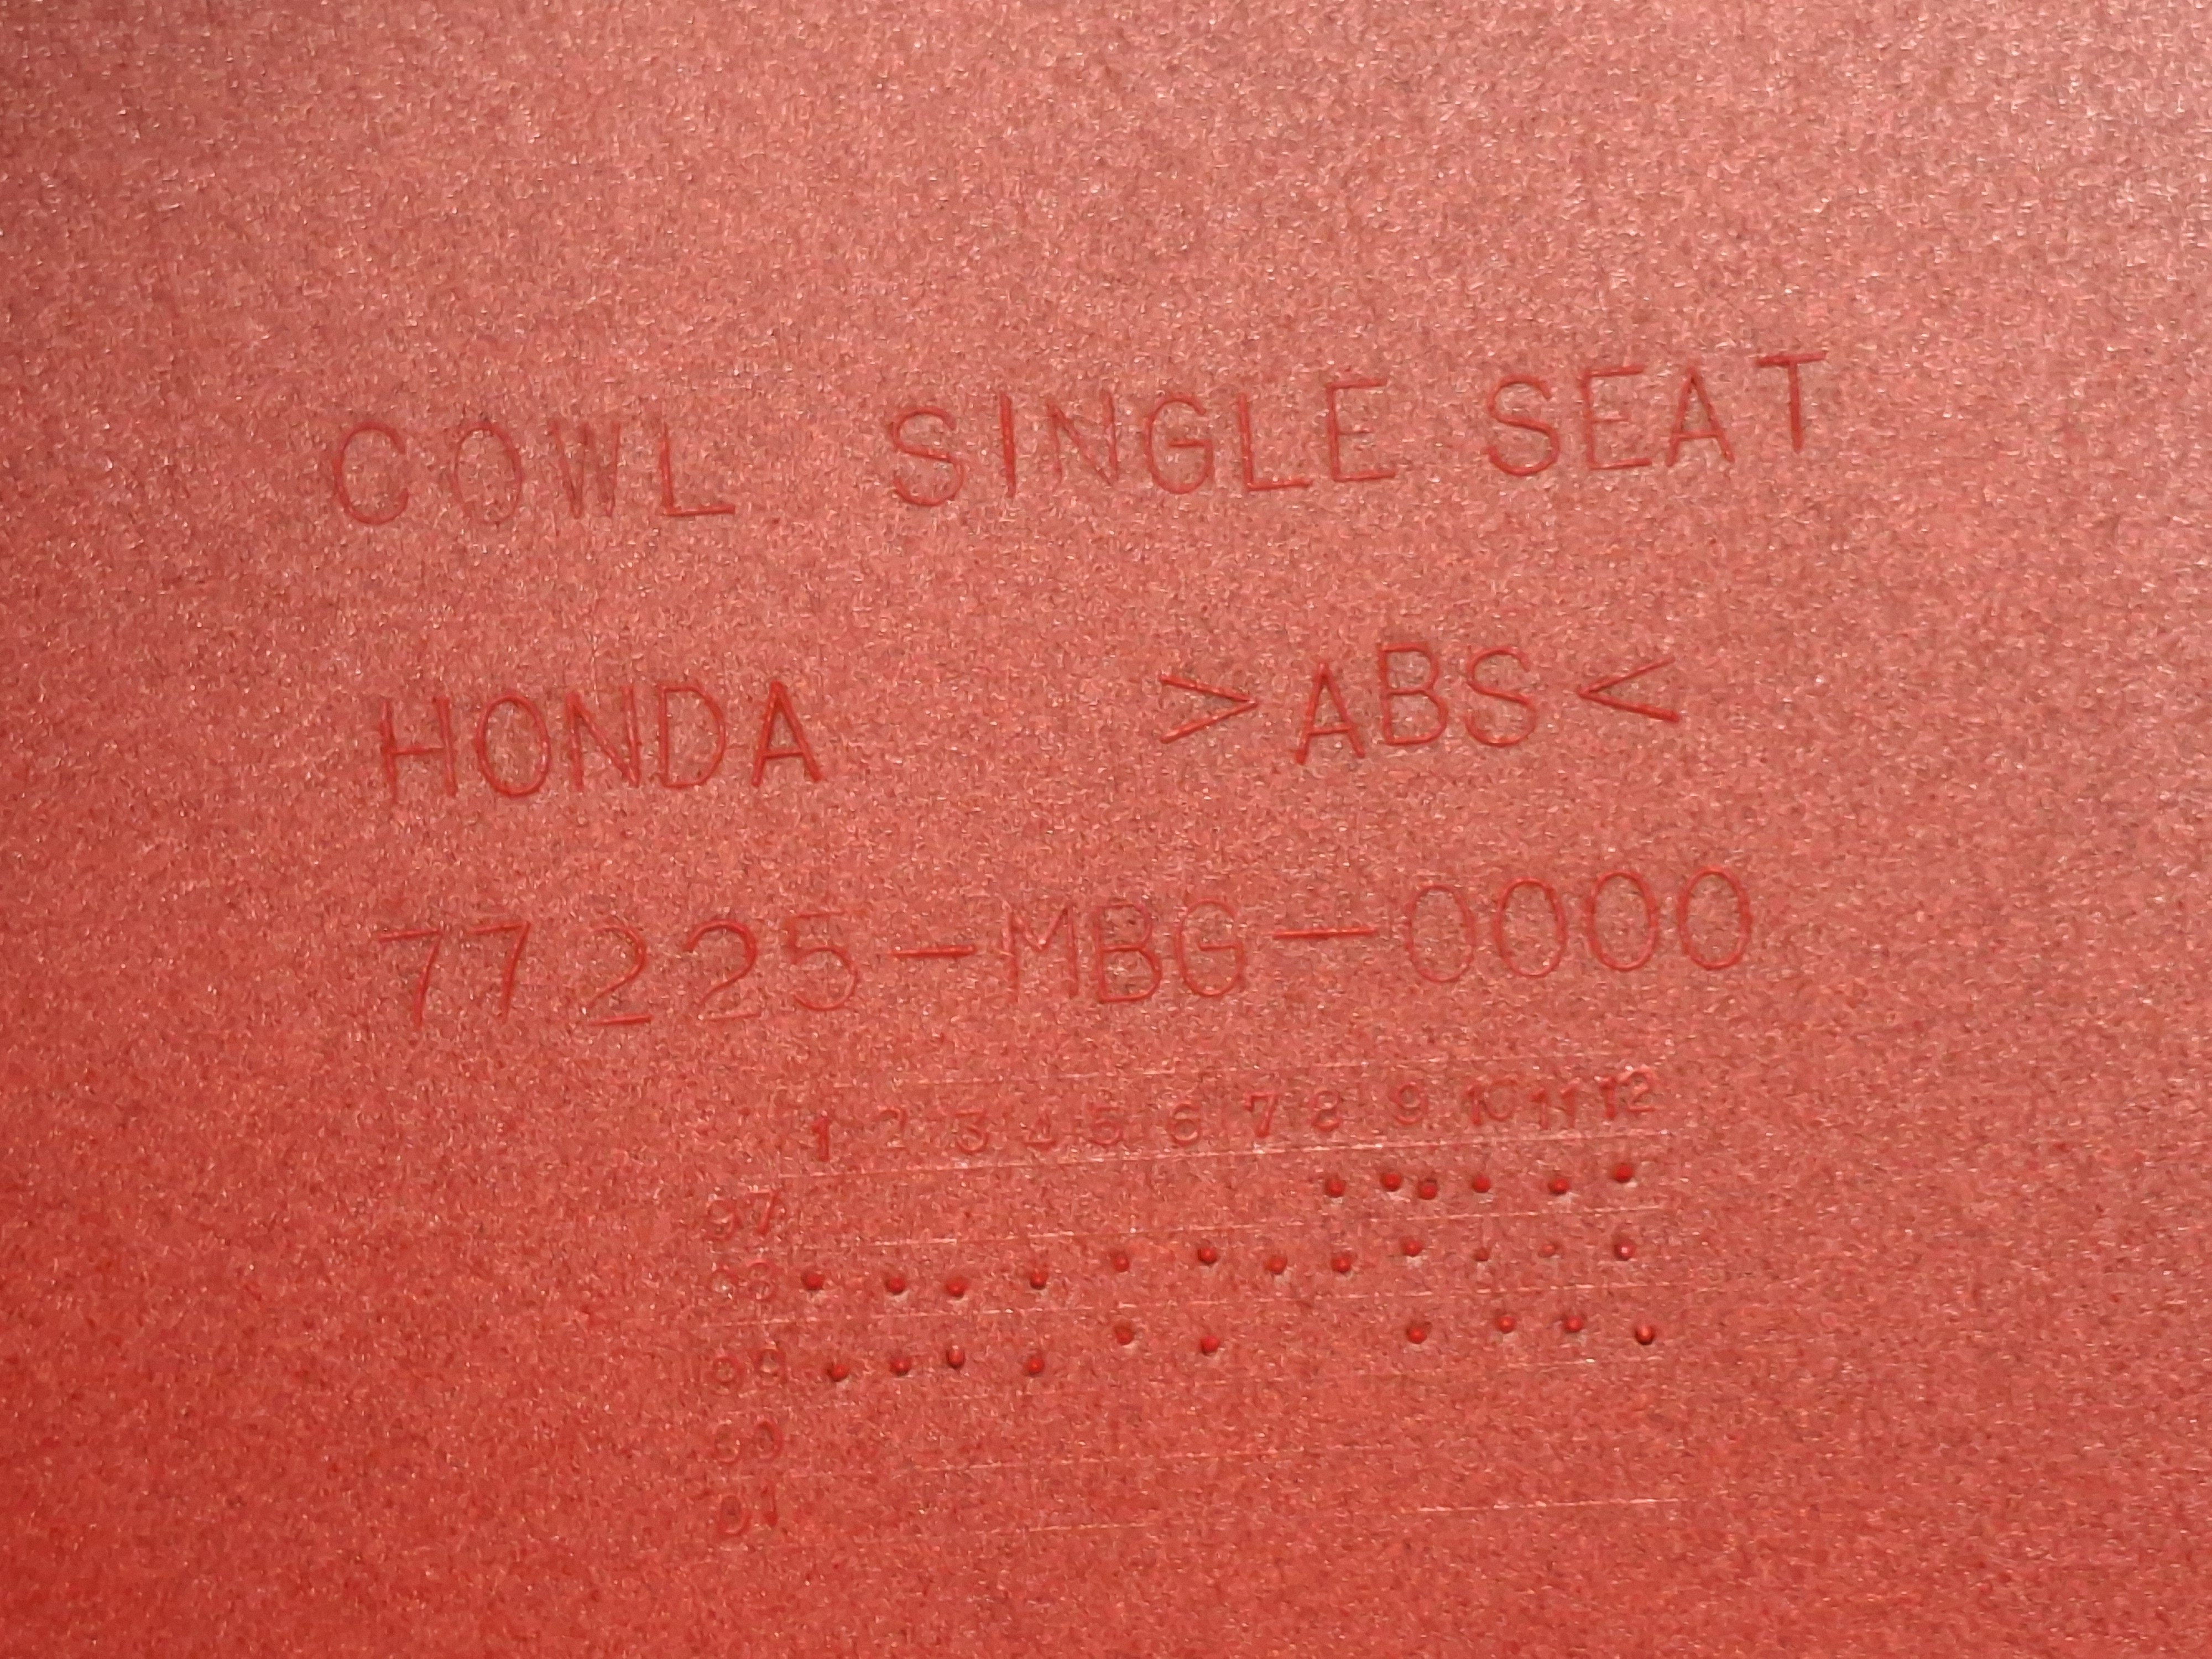 COWL SINGLE SEAT
HONDA >ABS<
77225-MBG-0000
1 2 3 4 5 6 7 8 9 10 11 12
97
98
99
00
01